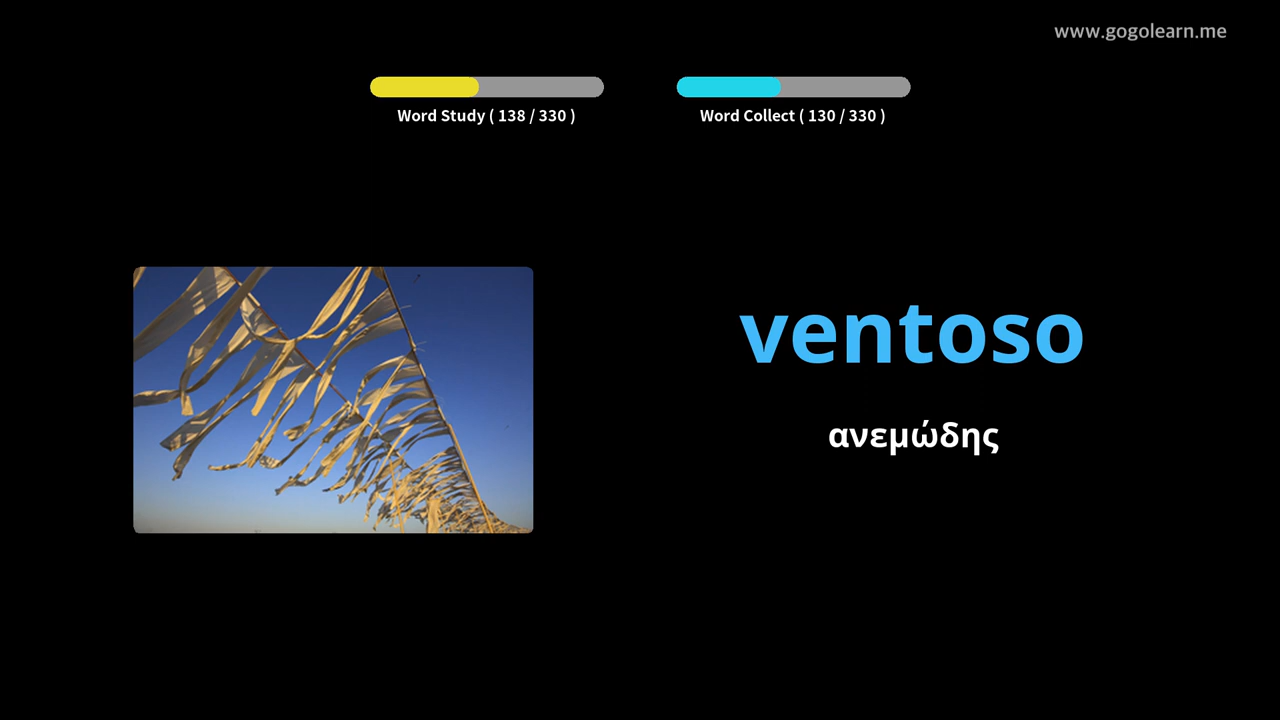 www.gogolearn.me
Word Study ( 138 / 330 )
Word Collect ( 130 / 330 )
ventoso
ανεμώδης